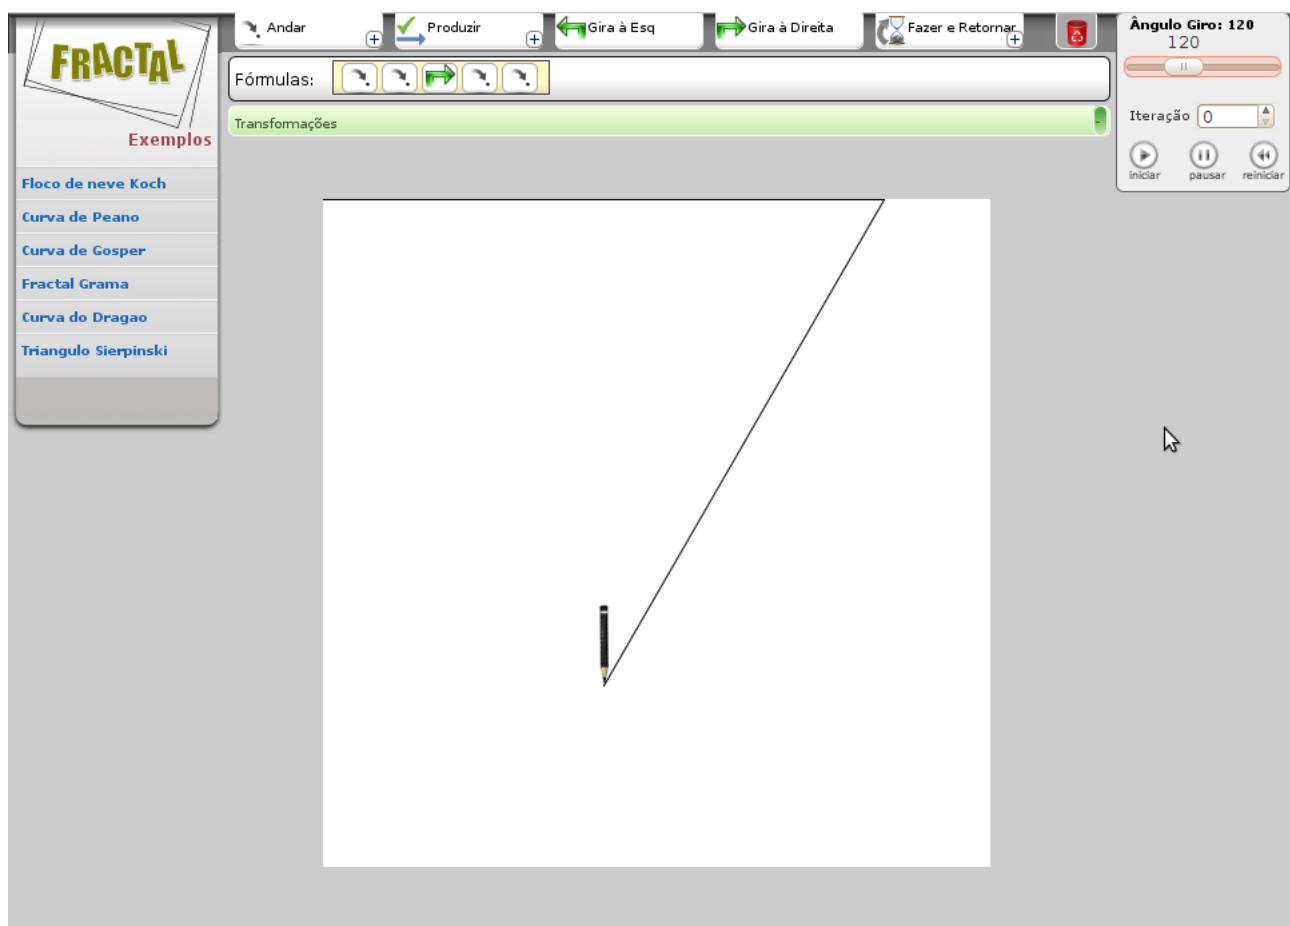 FRACTAL
Exemplos
Floco de neve Koch
Curva de Peano
Curva de Gosper
Fractal Grama
Curva do Dragao
Triangulo Sierpinski
Andar
Produzir
Gira à Esq
Gira à Direita
Fazer e Retornar
Fórmulas:
Transformações
Ângulo Giro: 120
120
Iteração 0
iniciar pausar reiniciar